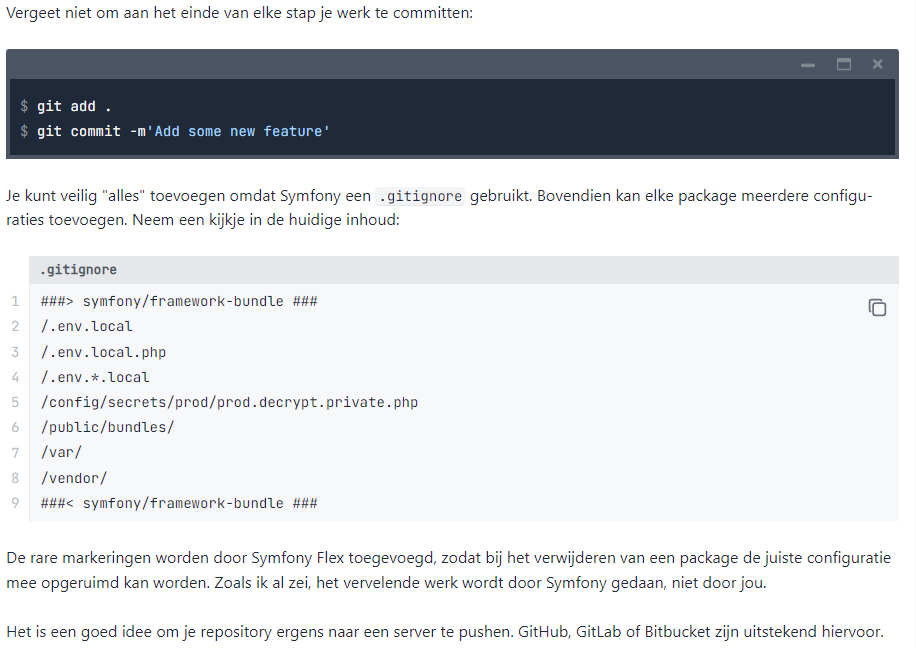 Vergeet niet om aan het einde van elke stap je werk te committen:
$ git add .
$ git commit -m'Add some new feature'
Je kunt veilig "alles" toevoegen omdat Symfony een .gitignore gebruikt. Bovendien kan elke package meerdere configu-
raties toevoegen. Neem een kijkje in de huidige inhoud:
.gitignore
1 ###> symfony/framework-bundle ###
2 /.env.local
3 /.env.local.php
4 /.env.*.local
5 /config/secrets/prod/prod.decrypt.private.php
6 /public/bundles/
7 /var/
8 /vendor/
9 ###< symfony/framework-bundle ###
De rare markeringen worden door Symfony Flex toegevoegd, zodat bij het verwijderen van een package de juiste configuratie
mee opgeruimd kan worden. Zoals ik al zei, het vervelende werk wordt door Symfony gedaan, niet door jou.
Het is een goed idee om je repository ergens naar een server te pushen. GitHub, GitLab of Bitbucket zijn uitstekend hiervoor.